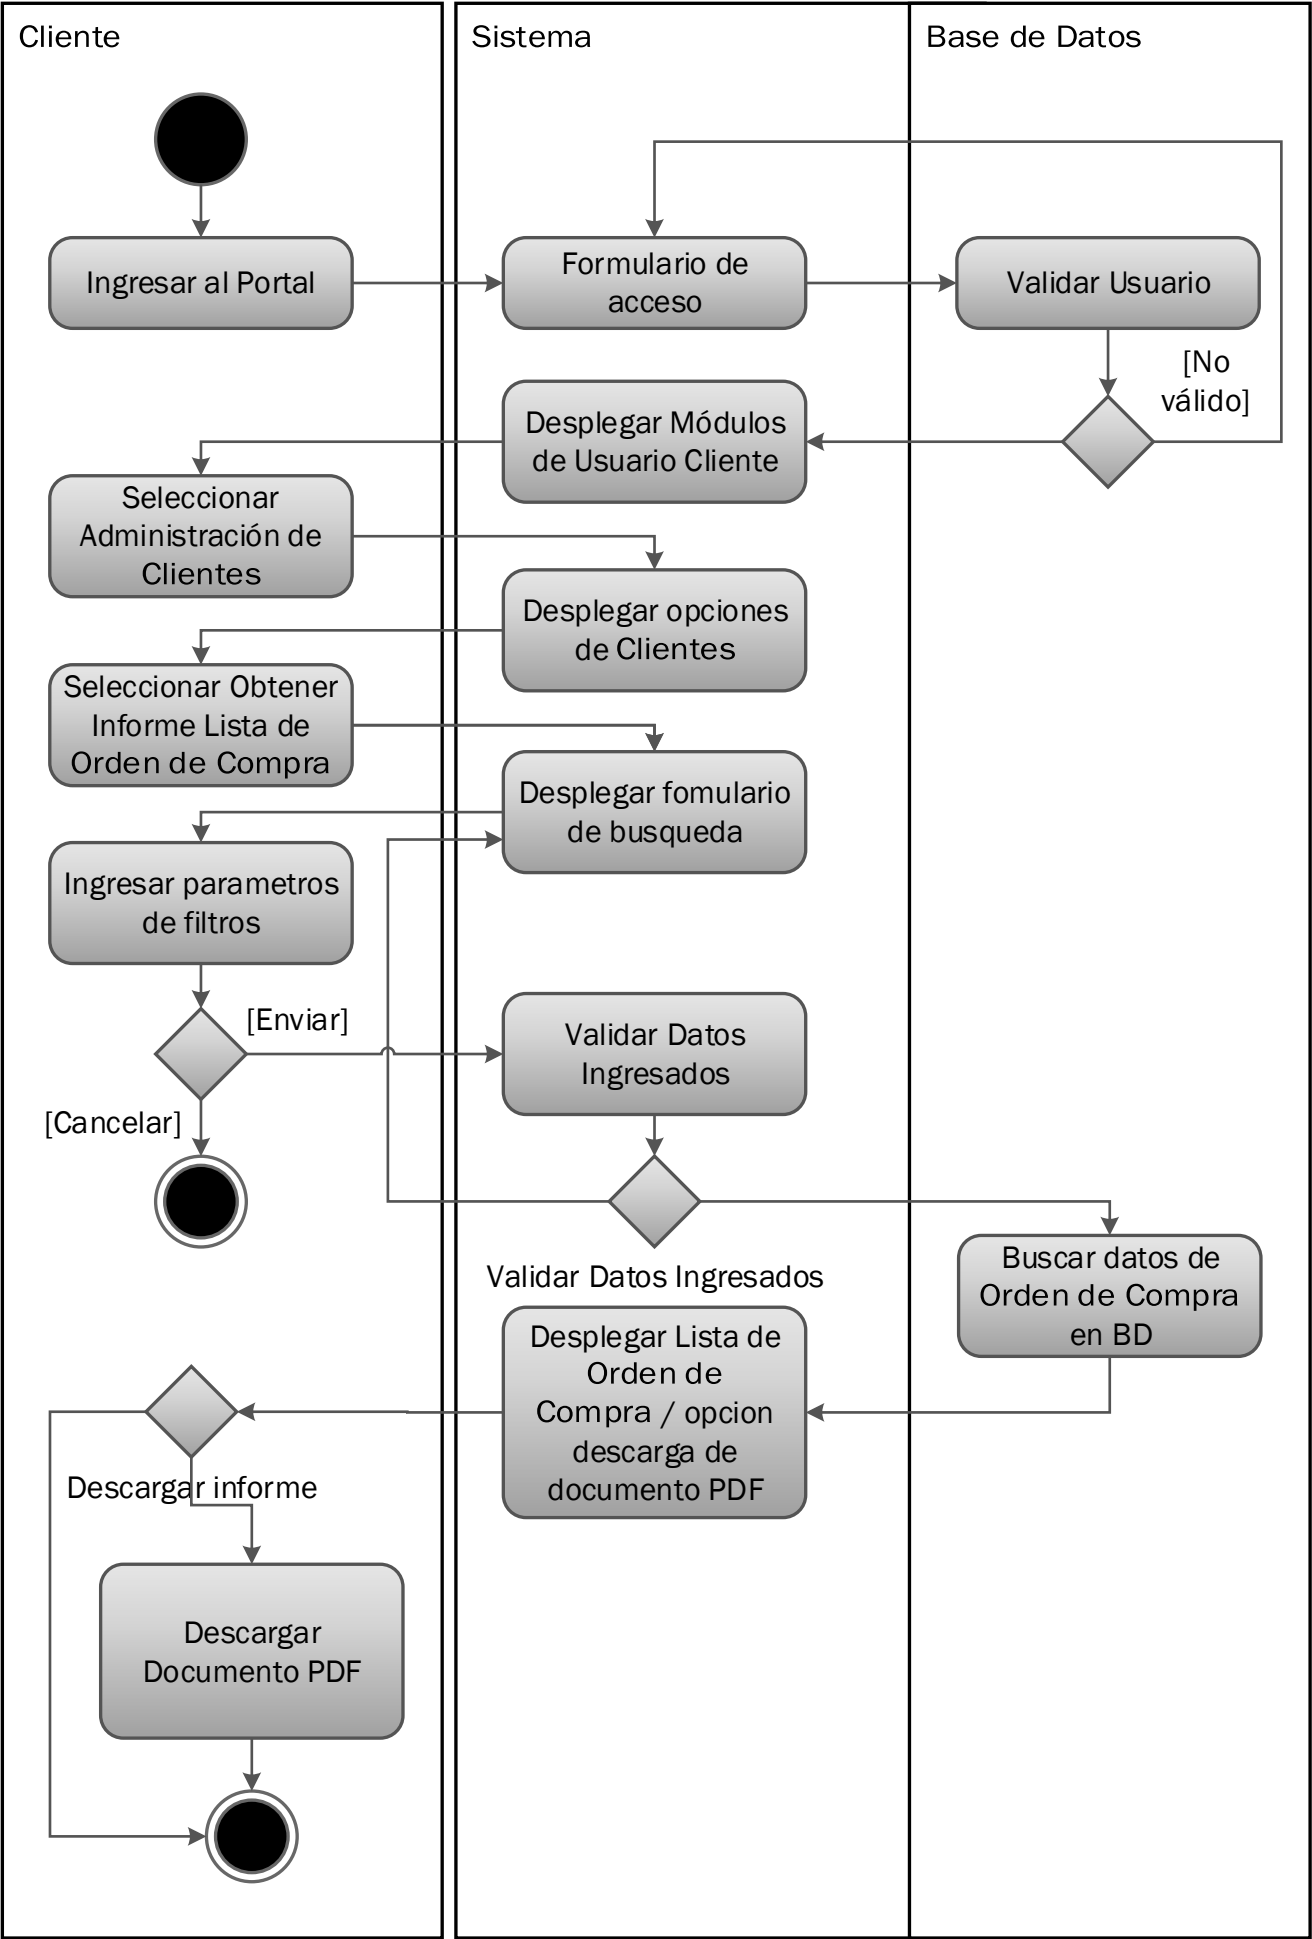 Cliente
Sistema
Base de Datos
Ingresar al Portal
Formulario de
acceso
Validar Usuario
[No
válido]
Desplegar Módulos
de Usuario Cliente
Seleccionar
Administración de
Clientes
Desplegar opciones
de Clientes
Seleccionar Obtener
Informe Lista de
Orden de Compra
Desplegar fomulario
de busqueda
Ingresar parametros
de filtros
[Enviar]
Validar Datos
Ingresados
[Cancelar]
Buscar datos de
Orden de Compra
en BD
Validar Datos Ingresados
Desplegar Lista de
Orden de
Compra / opcion
descarga de
documento PDF
Descargar informe
Descargar
Documento PDF